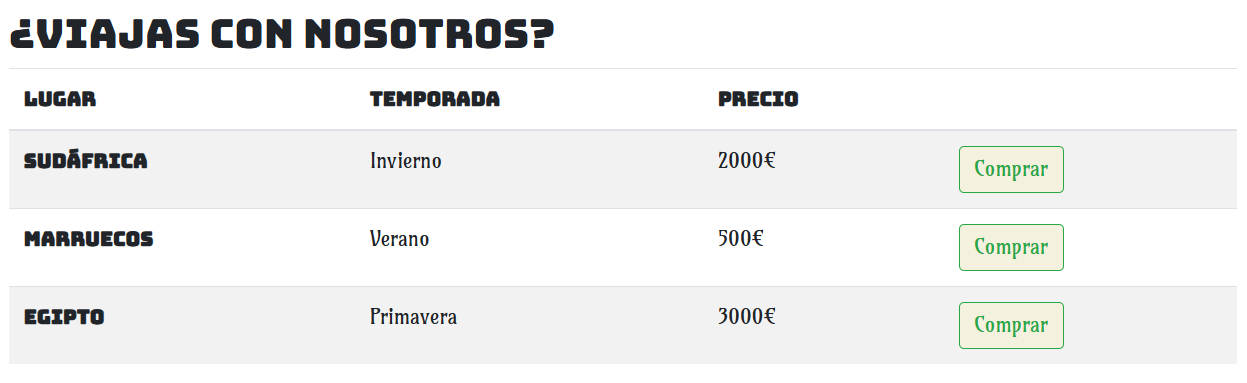 ¿VIAJAS CON NOSOTROS?
LUGAR TEMPORADA PRECIO
SUDÁFRICA Invierno 2000€ Comprar
MARRUECOS Verano 500€ Comprar
EGIPTO Primavera 3000€ Comprar